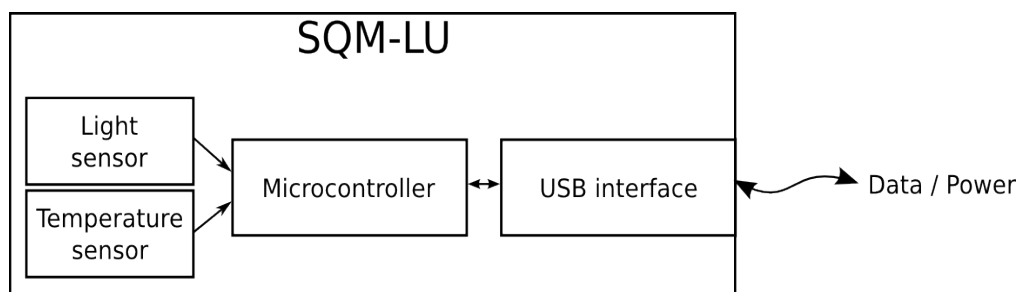 SQM-LU
Light
sensor
Temperature
sensor
Microcontroller
USB interface
Data / Power